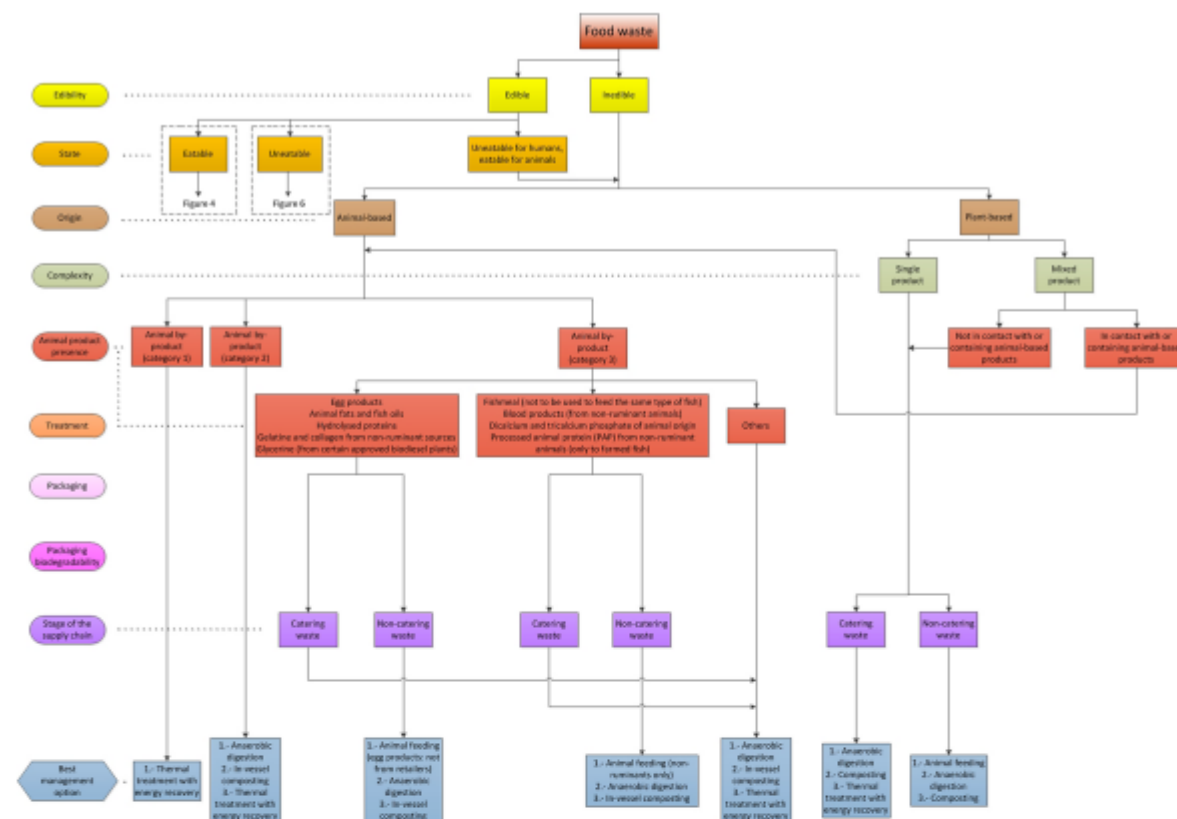 Food waste
Edibility
Edible
Inedible
State
Eatable
Uneatable
Uneatable for humans,
eatable for animals
Figure 4
Figure 6
Origin
Animal-based
Plant-based
Complexity
Single
product
Mixed
product
Animal product
presence
Animal by-
product
(category 1)
Animal by-
product
(category 2)
Animal by-
product
(category 3)
Not in contact with or
containing animal-based
products
In contact with or
containing animal-based
products
Treatment
Egg products
Animal fats and fish oils
Hydrolysed proteins
Gelatine and collagen from non-ruminant sources
Glycerine (from certain approved biodiesel plants)
Fishmeal (not to be used to feed the same type of fish)
Blood products (from non-ruminant animals)
Dicalcium and tricalcium phosphate of animal origin
Processed animal protein (PAP) from non-ruminant
animals (only to farmed fish)
Others
Packaging
Packaging
biodegradability
Stage of the
supply chain
Catering
waste
Non-catering
waste
Catering
waste
Non-catering
waste
Catering
waste
Non-catering
waste
Best
management
option
1.- Thermal
treatment with
energy recovery
1.- Anaerobic
digestion
2.- In-vessel
composting
3.- Thermal
treatment with
energy recovery
1.- Animal feeding
(egg products: not
from retailers)
2.- Anaerobic
digestion
3.- In-vessel
composting
1.- Animal feeding (non-
ruminants only)
2.- Anaerobic digestion
3.- In-vessel composting
1.- Anaerobic
digestion
2.- In-vessel
composting
3.- Thermal
treatment with
energy recovery
1.- Anaerobic
digestion
2.- Composting
3.- Thermal
treatment with
energy recovery
1.- Animal feeding
2.- Anaerobic
digestion
3.- Composting